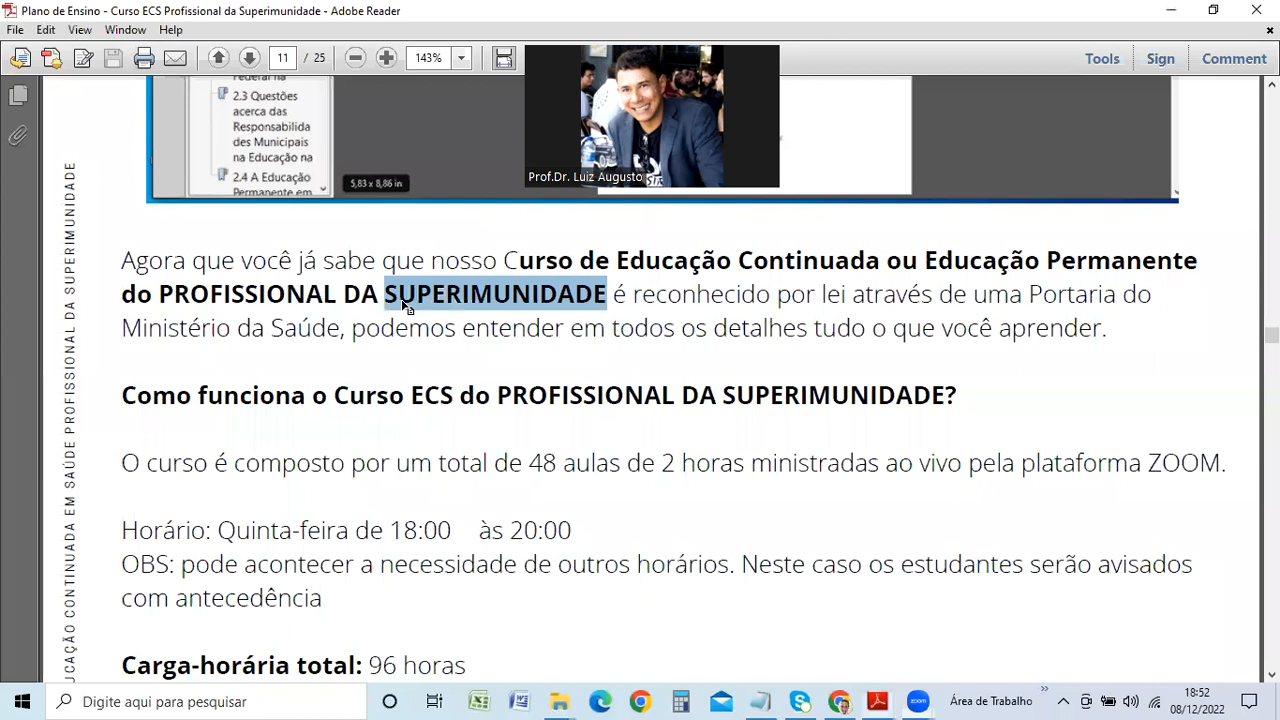 Plano de Ensino - Curso ECS Profissional da Superimunidade - Adobe Reader
File Edit View Window Help
11 / 25 143% Tools Sign Comment
Federal na
2.3 Questões
acerca das
Responsabilida
des Municipais
na Educação na
2.4 A Educação
Permanente em
5,83 x 8,86 in
Prof.Dr. Luiz Augusto
Agora que você já sabe que nosso Curso de Educação Continuada ou Educação Permanente
do PROFISSIONAL DA SUPERIMUNIDADE é reconhecido por lei através de uma Portaria do
Ministério da Saúde, podemos entender em todos os detalhes tudo o que você aprender.
Como funciona o Curso ECS do PROFISSIONAL DA SUPERIMUNIDADE?
O curso é composto por um total de 48 aulas de 2 horas ministradas ao vivo pela plataforma ZOOM.
Horário: Quinta-feira de 18:00 às 20:00
OBS: pode acontecer a necessidade de outros horários. Neste caso os estudantes serão avisados
com antecedência
Carga-horária total: 96 horas
UCAÇÃO CONTINUADA EM SAÚDE PROFISSIONAL DA SUPERIMUNIDADE
Digite aqui para pesquisar
zoom
Área de Trabalho
18:52
08/12/2022